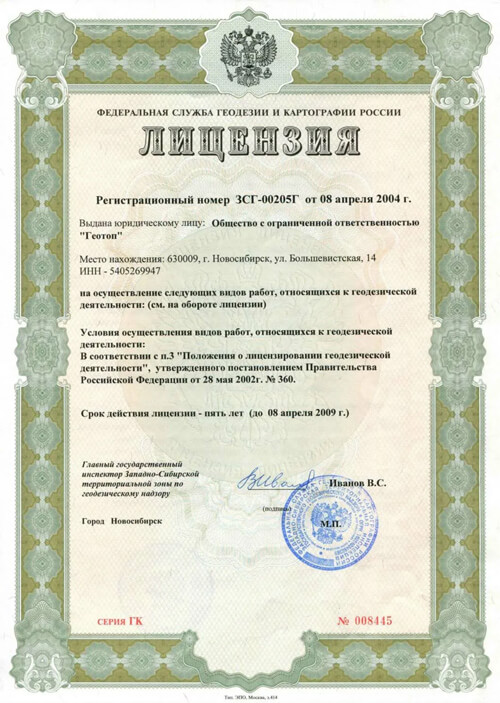 ФЕДЕРАЛЬНАЯ СЛУЖБА ГЕОДЕЗИИ И КАРТОГРАФИИ РОССИИ
ЛИЦЕНЗИЯ
Регистрационный номер ЗСГ-00205Г от 08 апреля 2004 г.
Выдана юридическому лицу: Общество с ограниченной ответственностью
"Геотоп"
Место нахождения: 630009, г. Новосибирск, ул. Большевистская, 14
ИНН - 5405269947
на осуществление следующих видов работ, относящихся к геодезической
деятельности: (см. на обороте лицензии)
Условия осуществления видов работ, относящихся к геодезической
деятельности:
В соответствии с п.3 "Положения о лицензировании геодезической
деятельности", утвержденного постановлением Правительства
Российской Федерации от 28 мая 2002г. № 360.
Срок действия лицензии - пять лет (до 08 апреля 2009 г.)
Главный государственный
инспектор Западно-Сибирской
территориальной зоны по
геодезическому надзору
Иванов В.С.
(подпись)
М.П.
Город Новосибирск
СЕРИЯ ГК
№ 008445